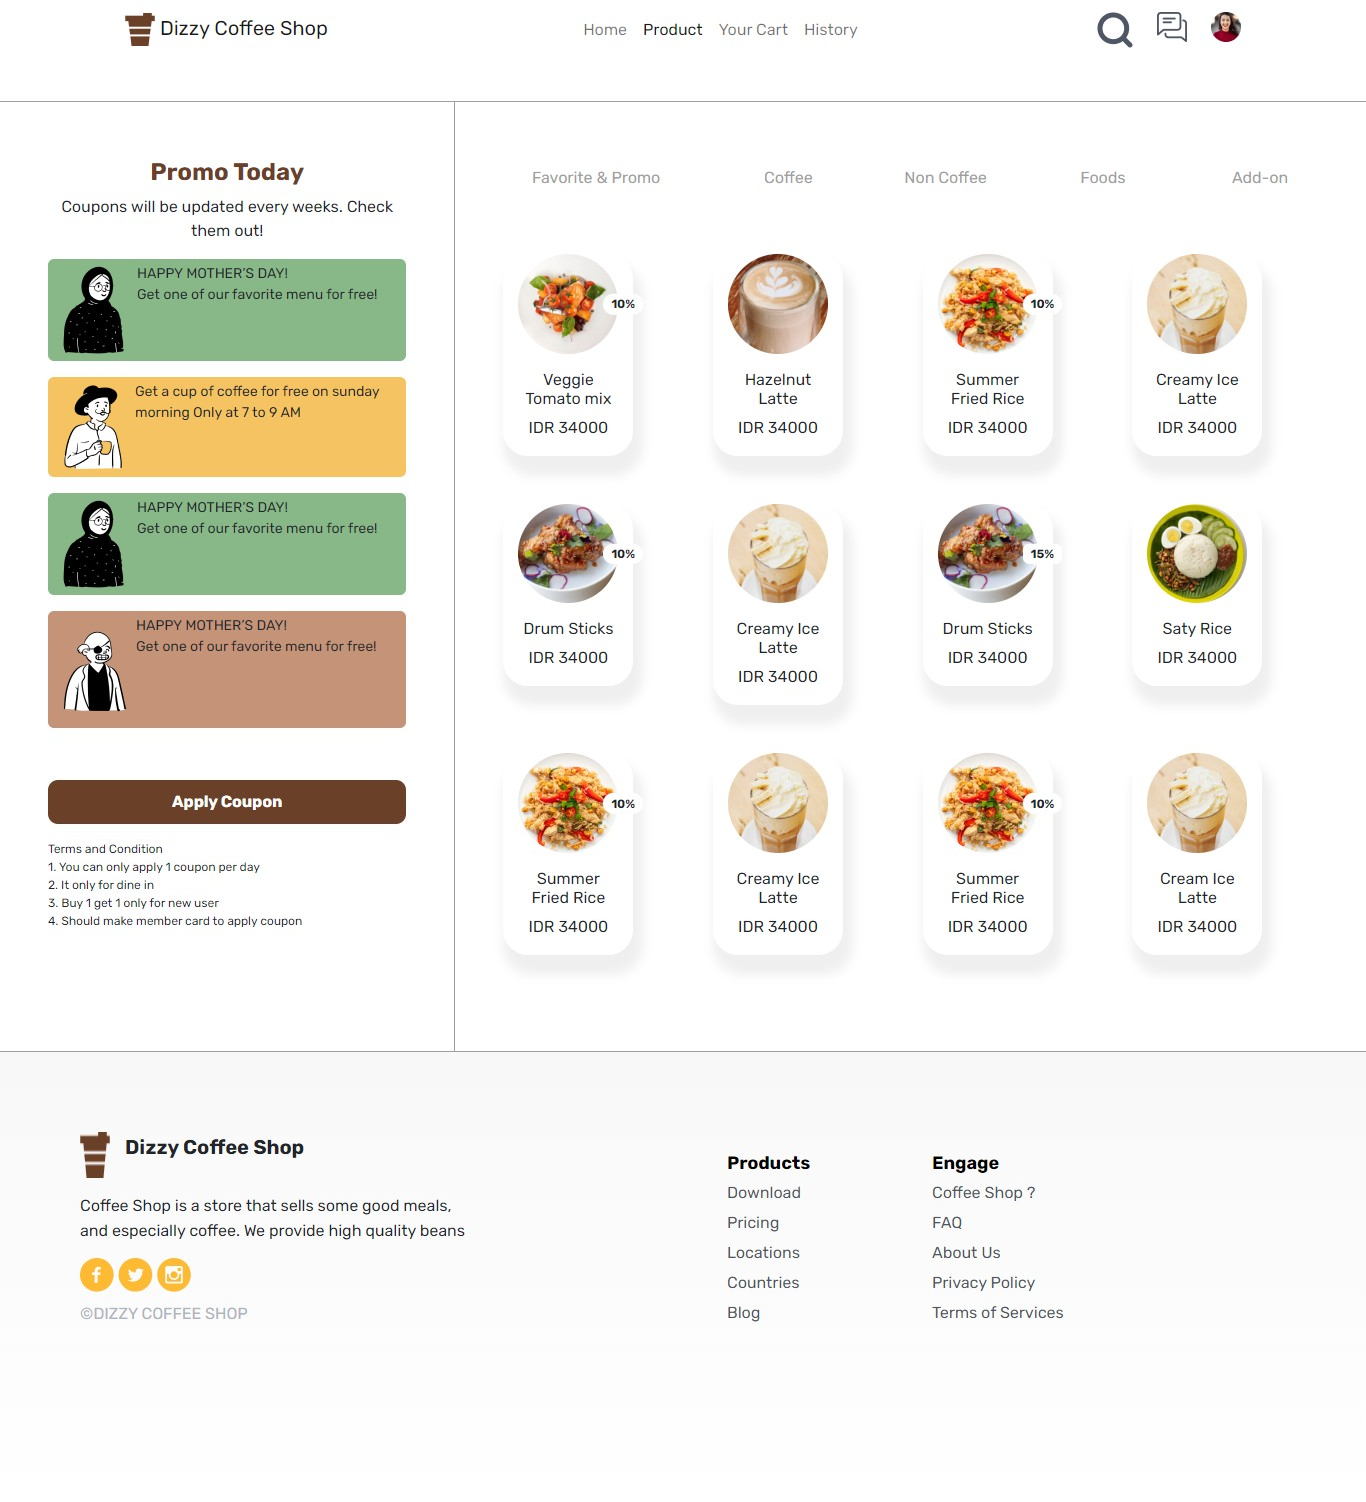 Dizzy Coffee Shop
Home Product Your Cart History
Promo Today
Coupons will be updated every weeks. Check
them out!
HAPPY MOTHER'S DAY!
Get one of our favorite menu for free!
Get a cup of coffee for free on sunday
morning Only at 7 to 9 AM
HAPPY MOTHER'S DAY!
Get one of our favorite menu for free!
HAPPY MOTHER'S DAY!
Get one of our favorite menu for free!
Apply Coupon
Terms and Condition
1. You can only apply 1 coupon per day
2. It only for dine in
3. Buy 1 get 1 only for new user
4. Should make member card to apply coupon
Favorite & Promo Coffee Non Coffee Foods Add-on
10%
Veggie
Tomato mix
IDR 34000
Hazelnut
Latte
IDR 34000
10%
Summer
Fried Rice
IDR 34000
Creamy Ice
Latte
IDR 34000
10%
Drum Sticks
IDR 34000
Creamy Ice
Latte
IDR 34000
15%
Drum Sticks
IDR 34000
Saty Rice
IDR 34000
10%
Summer
Fried Rice
IDR 34000
Creamy Ice
Latte
IDR 34000
10%
Summer
Fried Rice
IDR 34000
Cream Ice
Latte
IDR 34000
Dizzy Coffee Shop
Coffee Shop is a store that sells some good meals,
and especially coffee. We provide high quality beans
©DIZZY COFFEE SHOP
Products
Download
Pricing
Locations
Countries
Blog
Engage
Coffee Shop ?
FAQ
About Us
Privacy Policy
Terms of Services